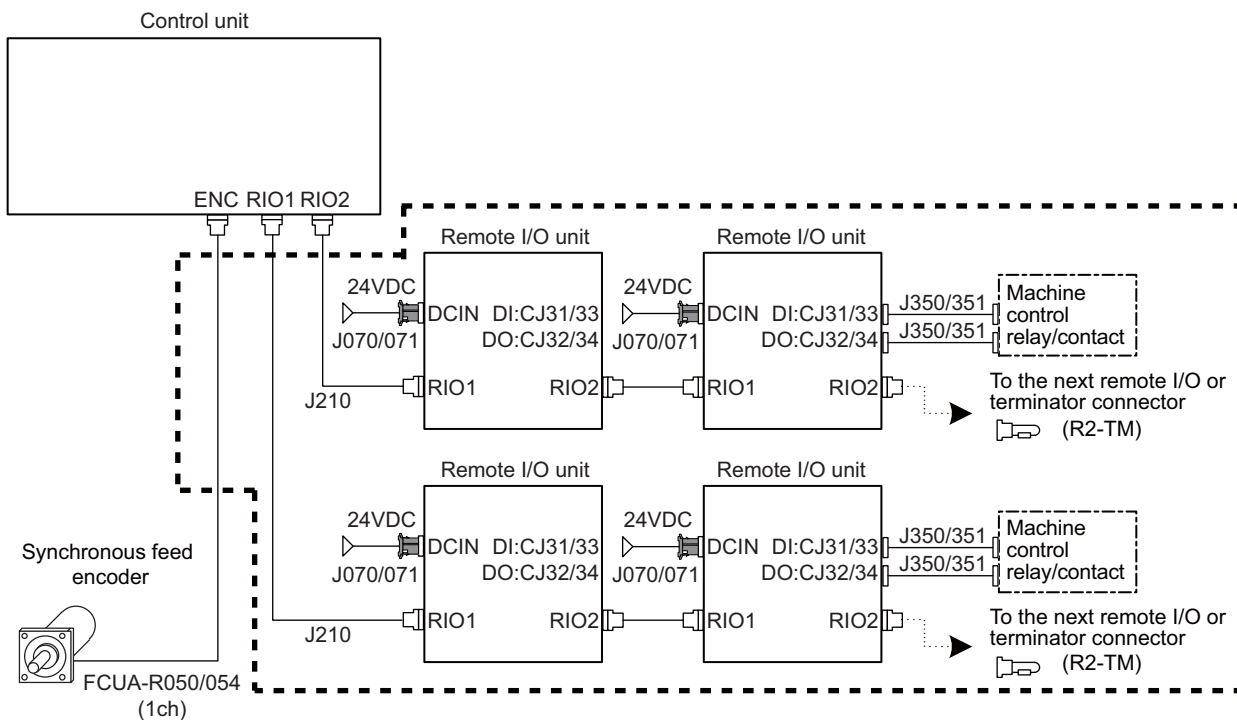 Control unit
ENC RIO1 RIO2
Remote I/O unit
Remote I/O unit
24VDC
J070/071
DCIN
DI:CJ31/33
DO:CJ32/34
RIO1
RIO2
J210
24VDC
J070/071
DCIN
DI:CJ31/33
DO:CJ32/34
RIO1
RIO2
J350/351
J350/351
Machine
control
relay/contact
To the next remote I/O or
terminator connector
(R2-TM)
Remote I/O unit
Remote I/O unit
24VDC
J070/071
DCIN
DI:CJ31/33
DO:CJ32/34
RIO1
RIO2
J210
24VDC
J070/071
DCIN
DI:CJ31/33
DO:CJ32/34
RIO1
RIO2
J350/351
J350/351
Machine
control
relay/contact
To the next remote I/O or
terminator connector
(R2-TM)
Synchronous feed
encoder
FCUA-R050/054
(1ch)